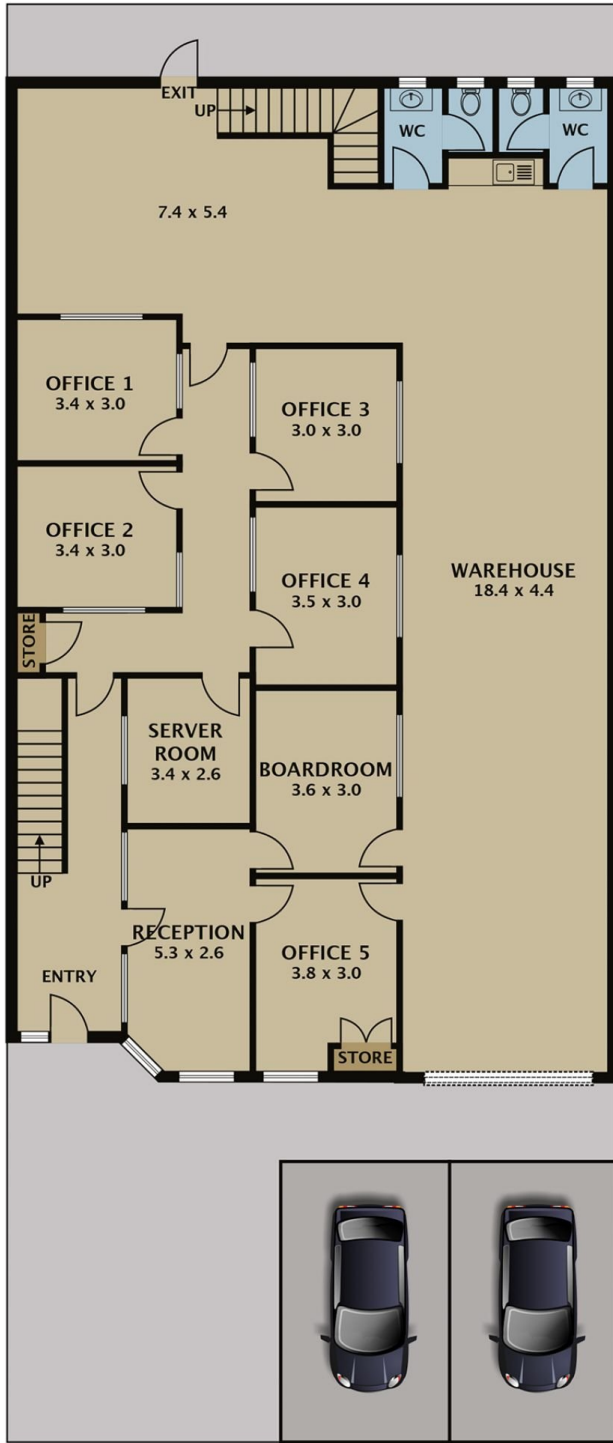 EXIT
UP
WC
WC
7.4 x 5.4
OFFICE 1
3.4 x 3.0
OFFICE 3
3.0 x 3.0
OFFICE 2
3.4 x 3.0
OFFICE 4
3.5 x 3.0
WAREHOUSE
18.4 x 4.4
STORE
SERVER
ROOM
3.4 x 2.6
BOARDROOM
3.6 x 3.0
UP
RECEPTION
5.3 x 2.6
OFFICE 5
3.8 x 3.0
ENTRY
STORE